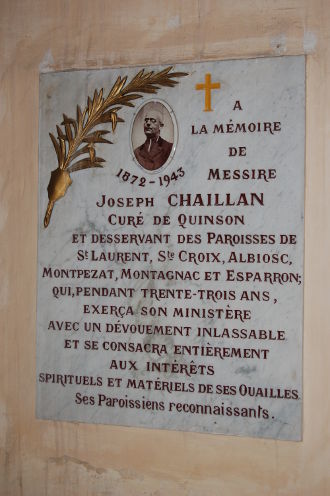 A
LA MÉMOIRE
DE
MESSIRE
1872-1943
JOSEPH CHAILLAN
CURÉ DE QUINSON
ET DESSERVANT DES PAROISSES DE
St LAURENT, Ste CROIX, ALBIOSC,
MONTPEZAT, MONTAGNAC ET ESPARRON;
QUI, PENDANT TRENTE-TROIS ANS,
EXERÇA SON MINISTÈRE
AVEC UN DÉVOUEMENT INLASSABLE
ET SE CONSACRA ENTIÈREMENT
AUX INTÉRÊTS
SPIRITUELS ET MATÉRIELS DE SES OUAILLES.
SES PAROISSIENS RECONNAISSANTS.